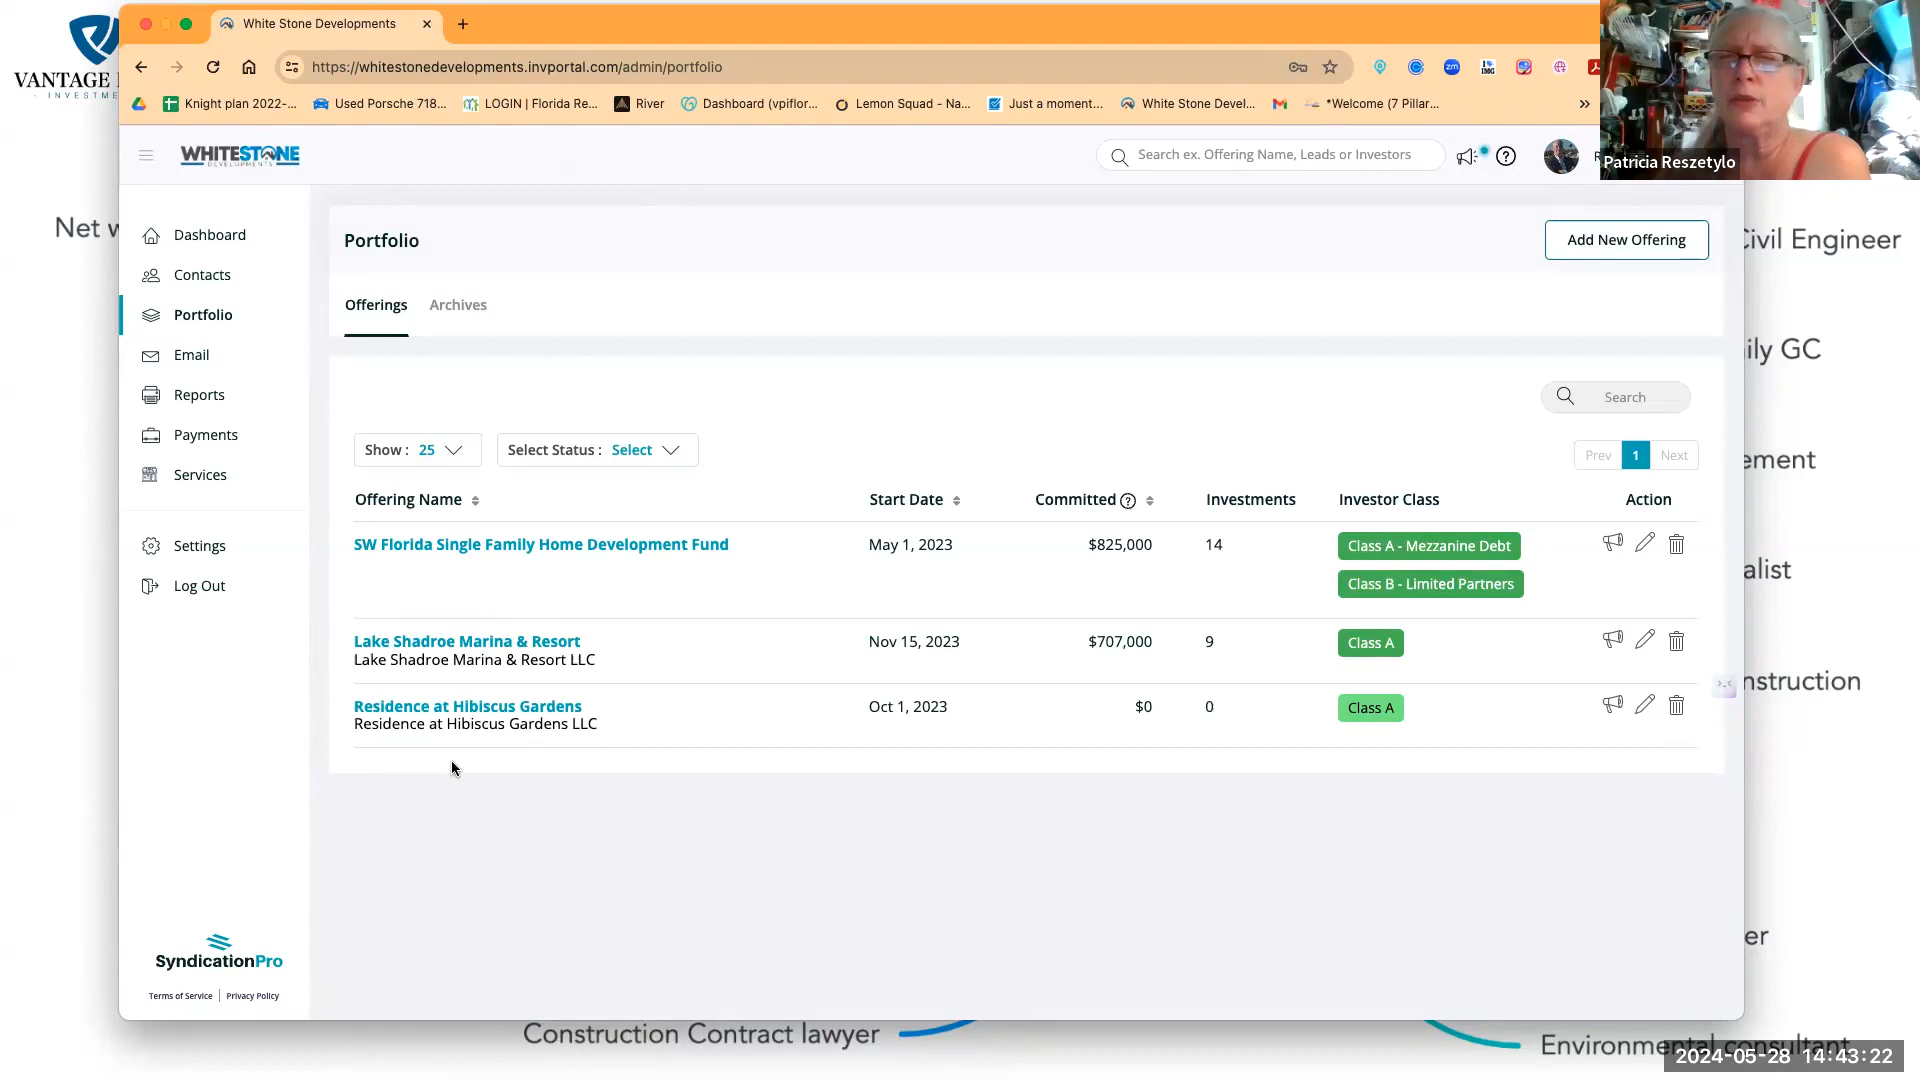 White Stone Developments
https://whitestonedevelopments.invportal.com/admin/portfolio
Knight plan 2022-...
Used Porsche 718...
LOGIN | Florida Re...
River
Dashboard (vpiflor...
Lemon Squad - Na...
Just a moment...
White Stone Devel...
*Welcome (7 Pillar...
VANTAGE
INVESTME
WHITESTONE
DEVELOPMENTS
Search ex. Offering Name, Leads or Investors
Patricia Reszetylo
Net w
Dashboard
Contacts
Portfolio
Email
Reports
Payments
Services
Settings
Log Out
SyndicationPro
Terms of Service
Privacy Policy
Portfolio
Add New Offering
Offerings
Archives
Search
Show : 25
Select Status : Select
Prev 1 Next
Offering Name Start Date Committed ? Investments Investor Class Action
SW Florida Single Family Home Development Fund May 1, 2023 $825,000 14 Class A - Mezzanine Debt
Class B - Limited Partners
Lake Shadroe Marina & Resort Nov 15, 2023 $707,000 9 Class A
Lake Shadroe Marina & Resort LLC
Residence at Hibiscus Gardens Oct 1, 2023 $0 0 Class A
Residence at Hibiscus Gardens LLC
Civil Engineer
ily GC
ement
alist
nstruction
er
Construction Contract lawyer
Environmental consultant
2024-05-28 14:43:22